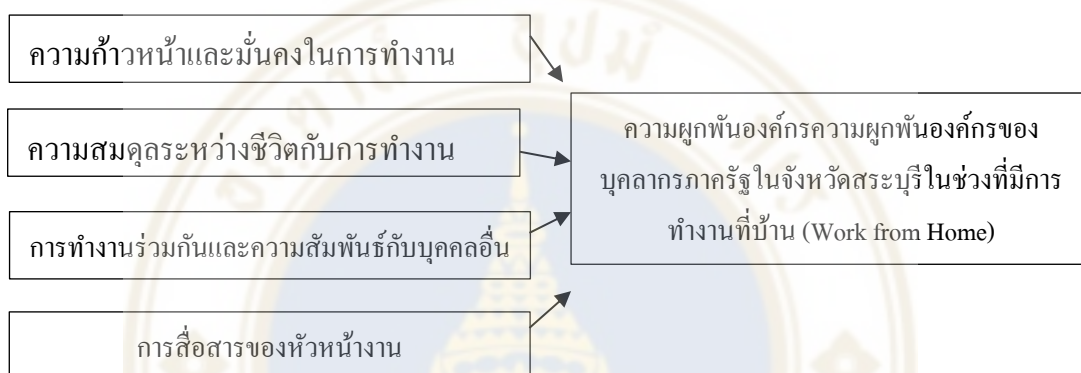 ความก้าวหน้าและมั่นคงในการทำงาน
ความสมดุลระหว่างชีวิตกับการทำงาน
การทำงานร่วมกันและความสัมพันธ์กับบุคคลอื่น
การสื่อสารของหัวหน้างาน
ความผูกพันองค์กรความผูกพันองค์กรของ
บุคลากรภาครัฐในจังหวัดสระบุรีในช่วงที่มีการ
ทำงานที่บ้าน (Work from Home)